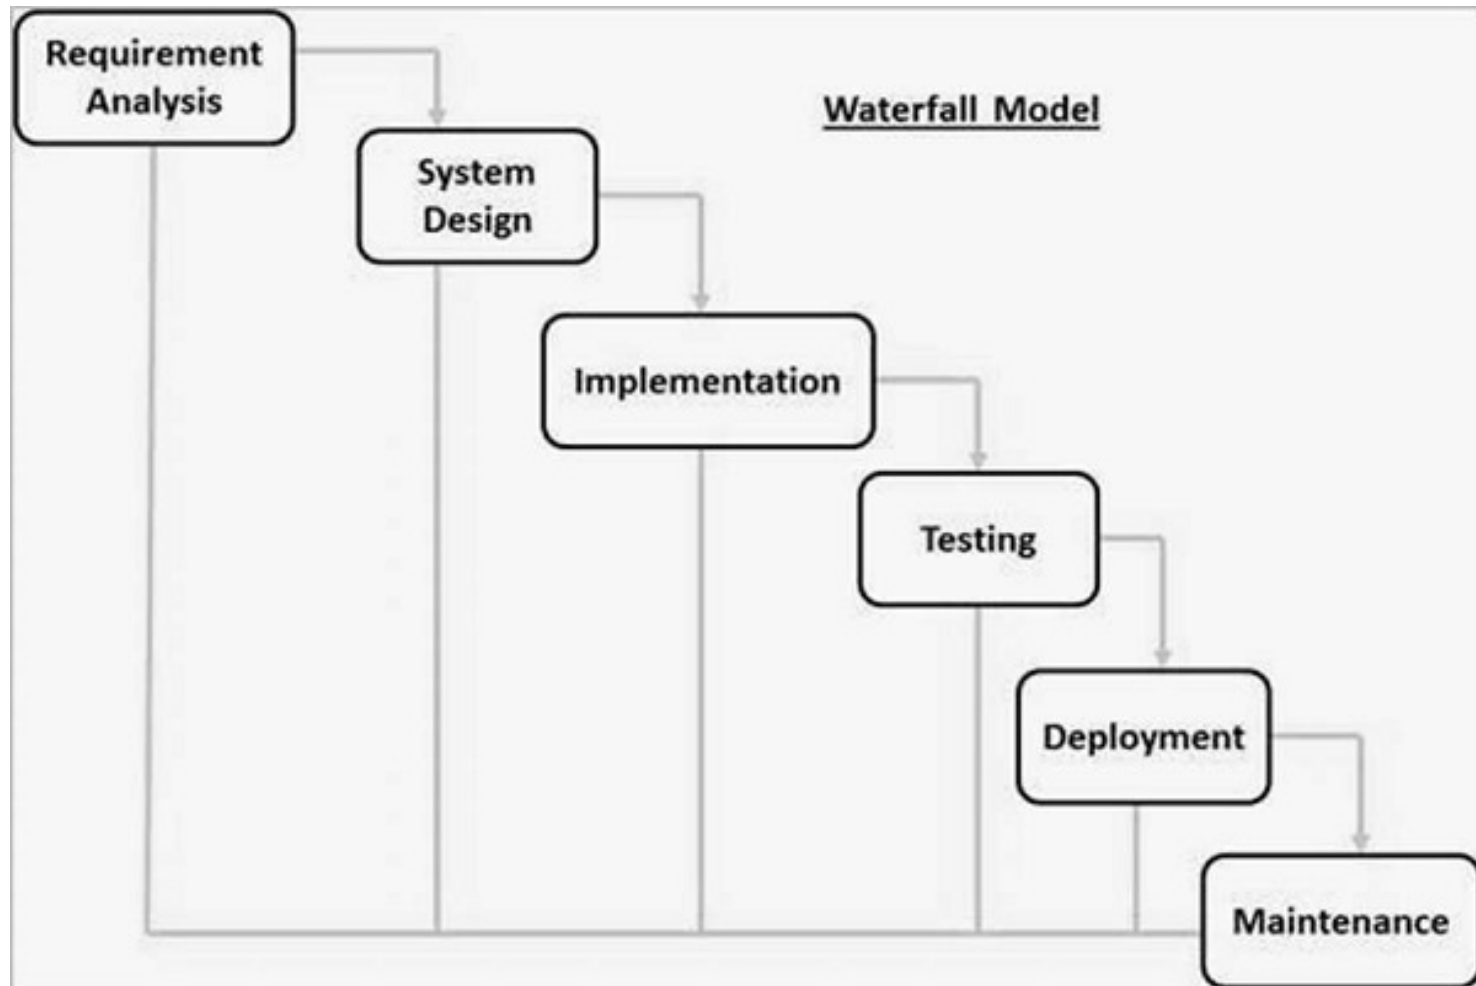 Requirement
Analysis
Waterfall Model
System
Design
Implementation
Testing
Deployment
Maintenance